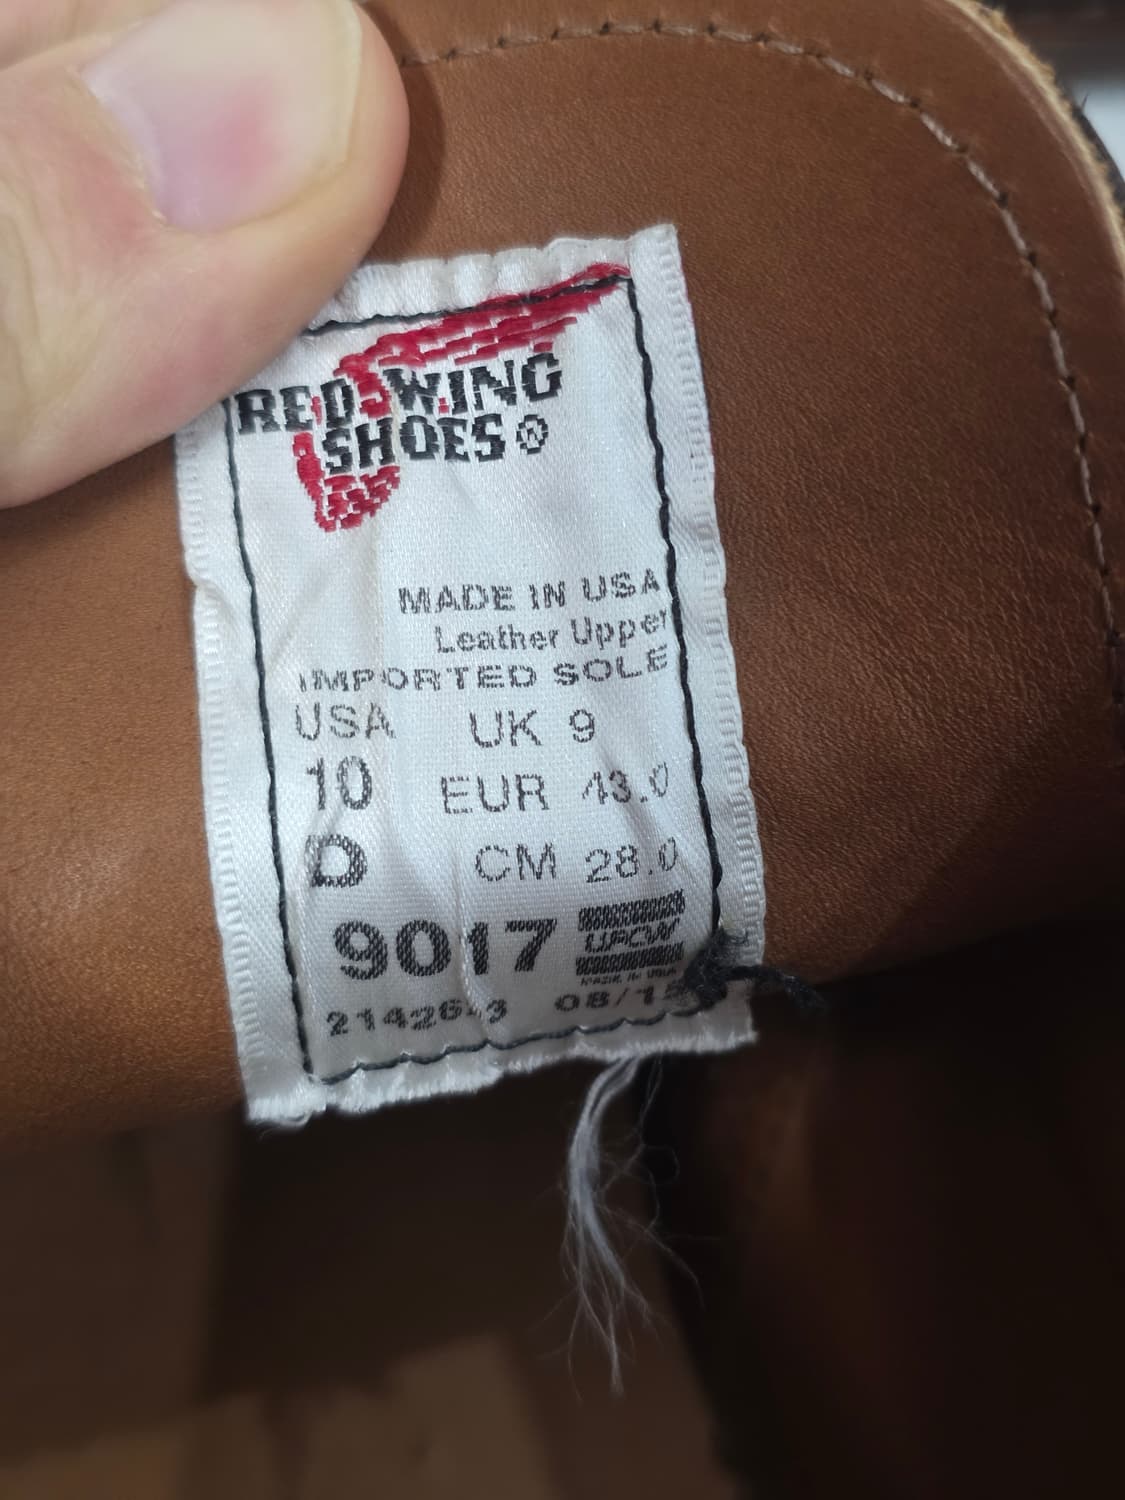 RED WING
SHOES®
MADE IN USA
Leather Upper
IMPORTED SOLE
USA UK 9
10 EUR 43.0
D CM 28.0
9017 UFCW
MADE IN USA
08/15